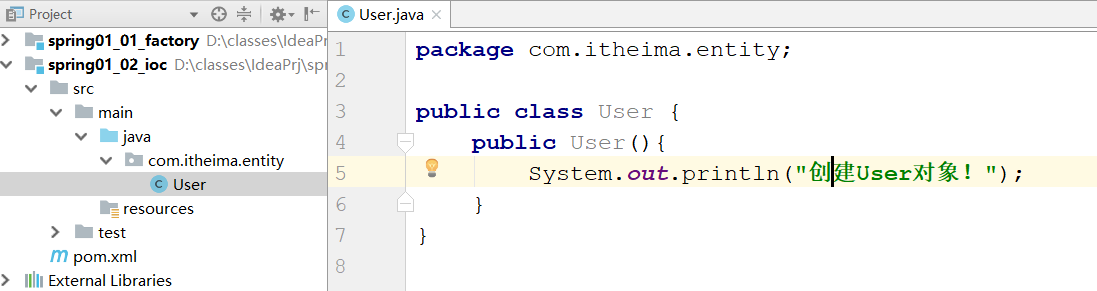 Project
spring01_01_factory D:\classes\IdeaPrj
spring01_02_ioc D:\classes\IdeaPrj\spr
src
main
java
com.itheima.entity
User
resources
test
pom.xml
External Libraries
User.java
1 package com.itheima.entity;
2
3 public class User {
4 public User(){
5 System.out.println("创建User对象！");
6 }
7 }
8